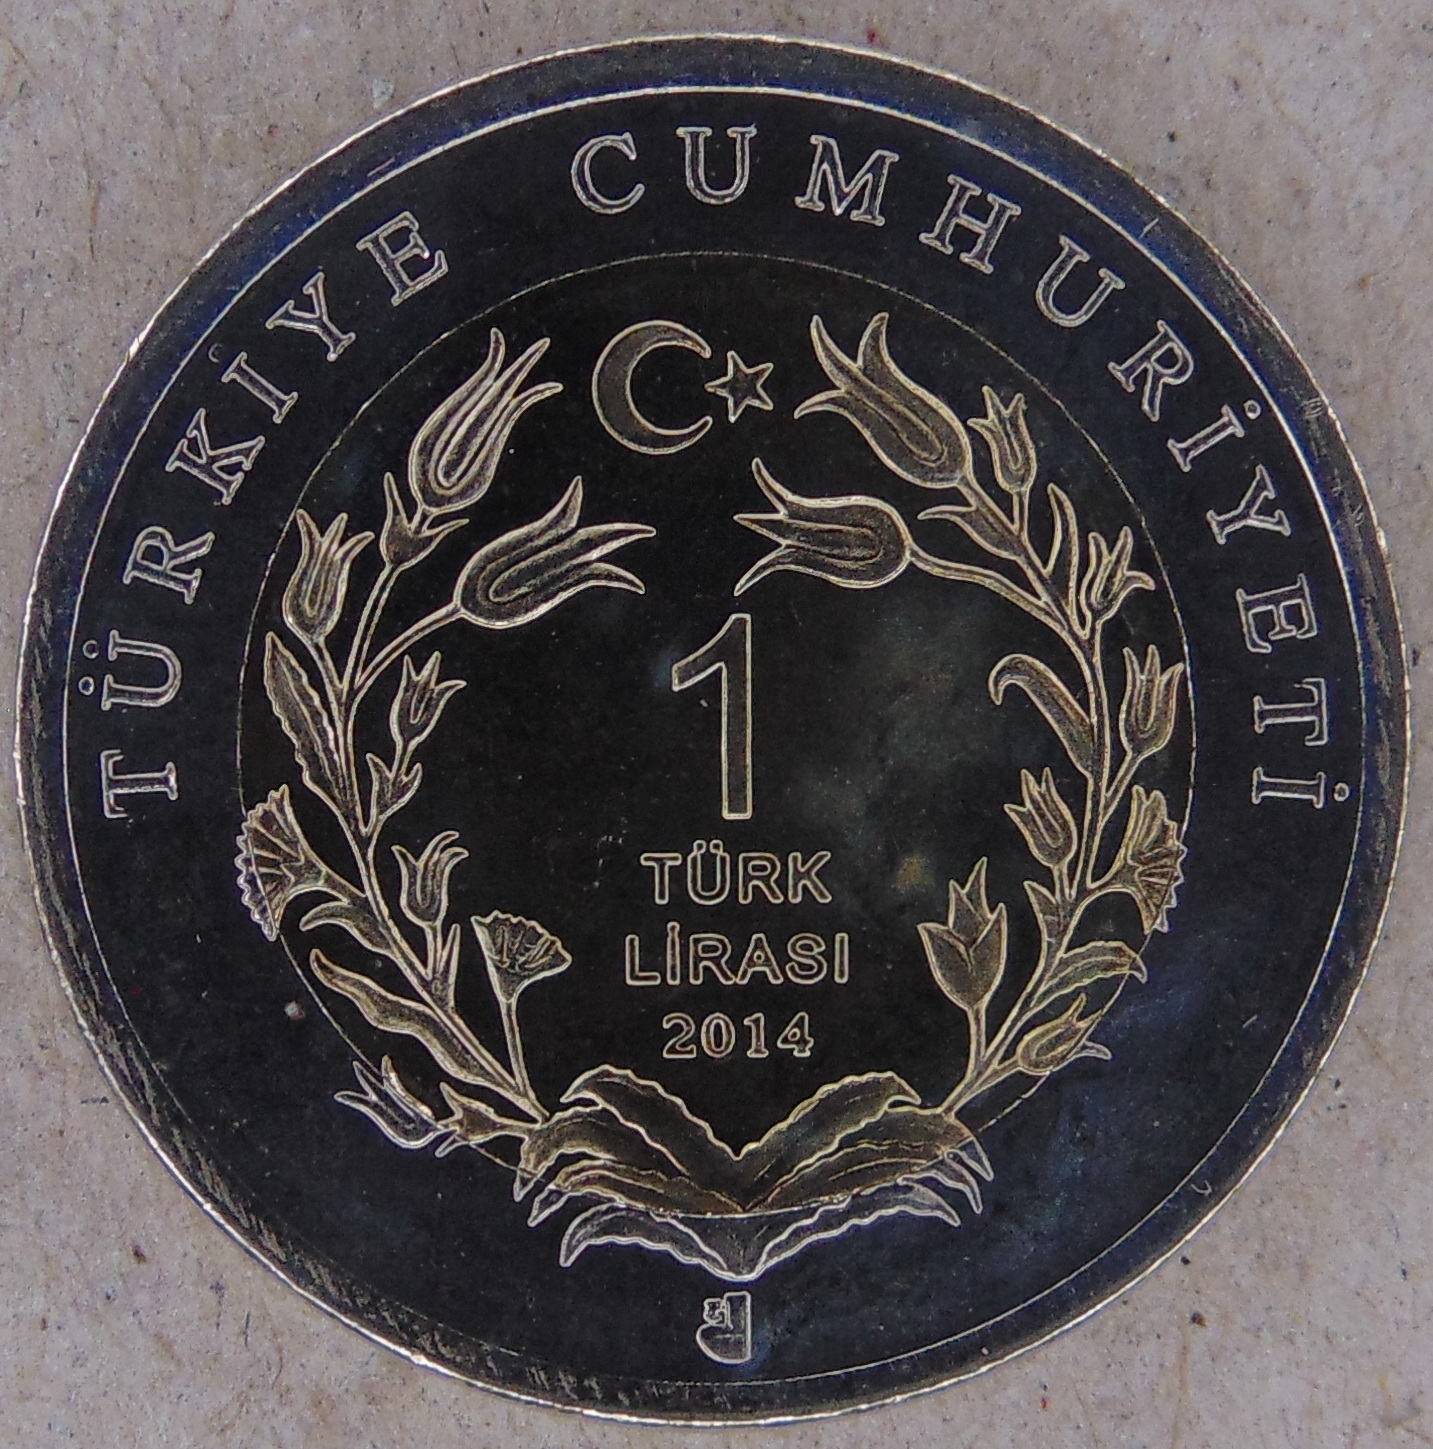 TÜRKİYE CUMHURİYETİ
1
TÜRK
LİRASI
2014